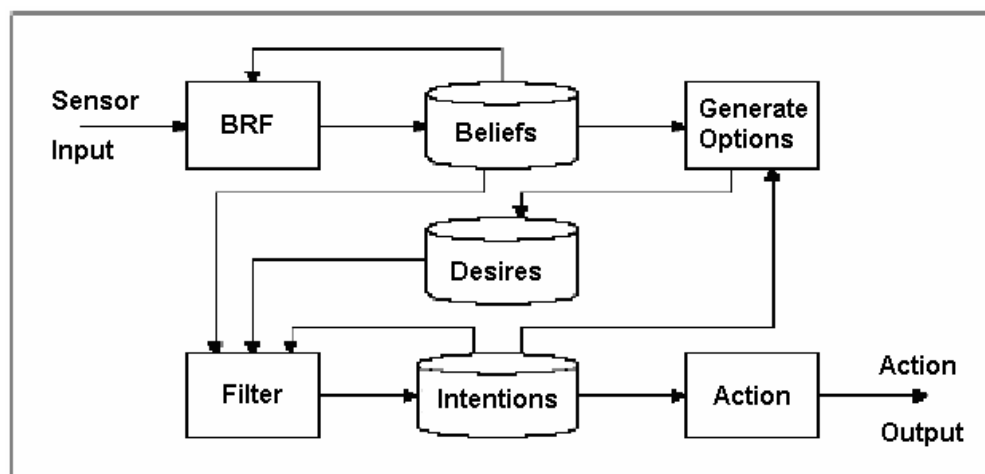 Sensor
Input
BRF
Beliefs
Generate
Options
Desires
Filter
Intentions
Action
Action
Output